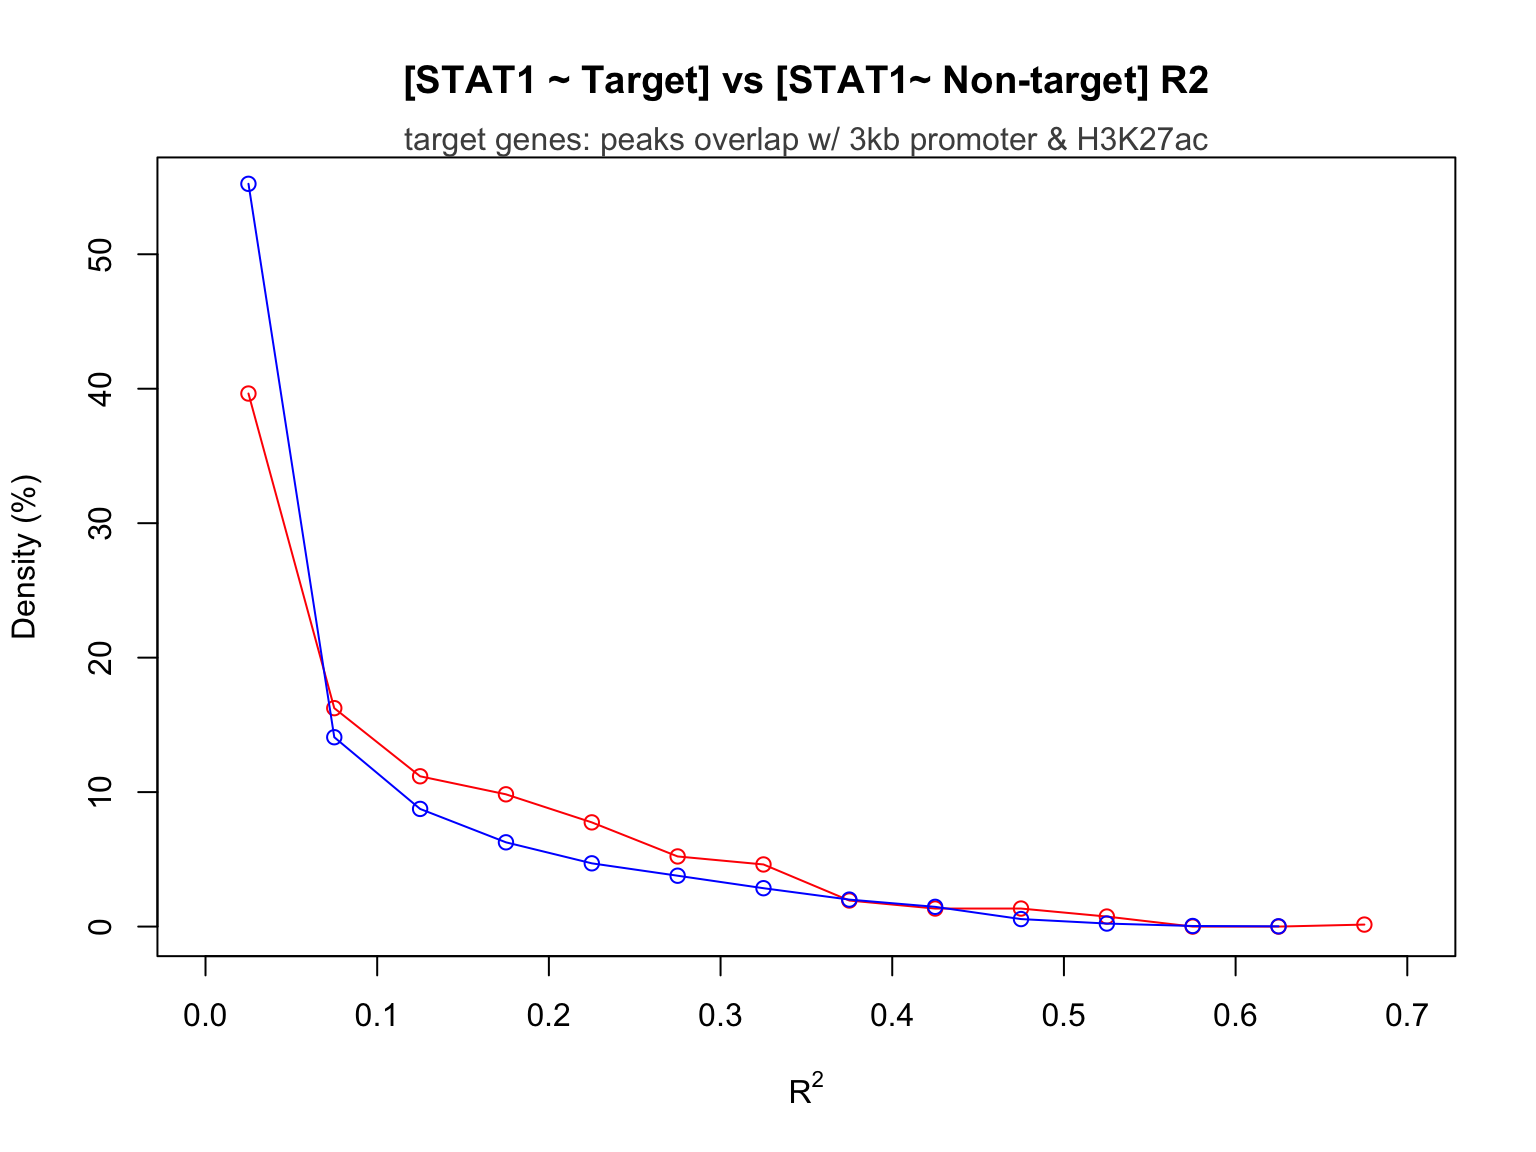 [STAT1 ~ Target] vs [STAT1~ Non-target] R2
target genes: peaks overlap w/ 3kb promoter & H3K27ac
Density (%)
50
40
30
20
10
0
0.0 0.1 0.2 0.3 0.4 0.5 0.6 0.7
R²